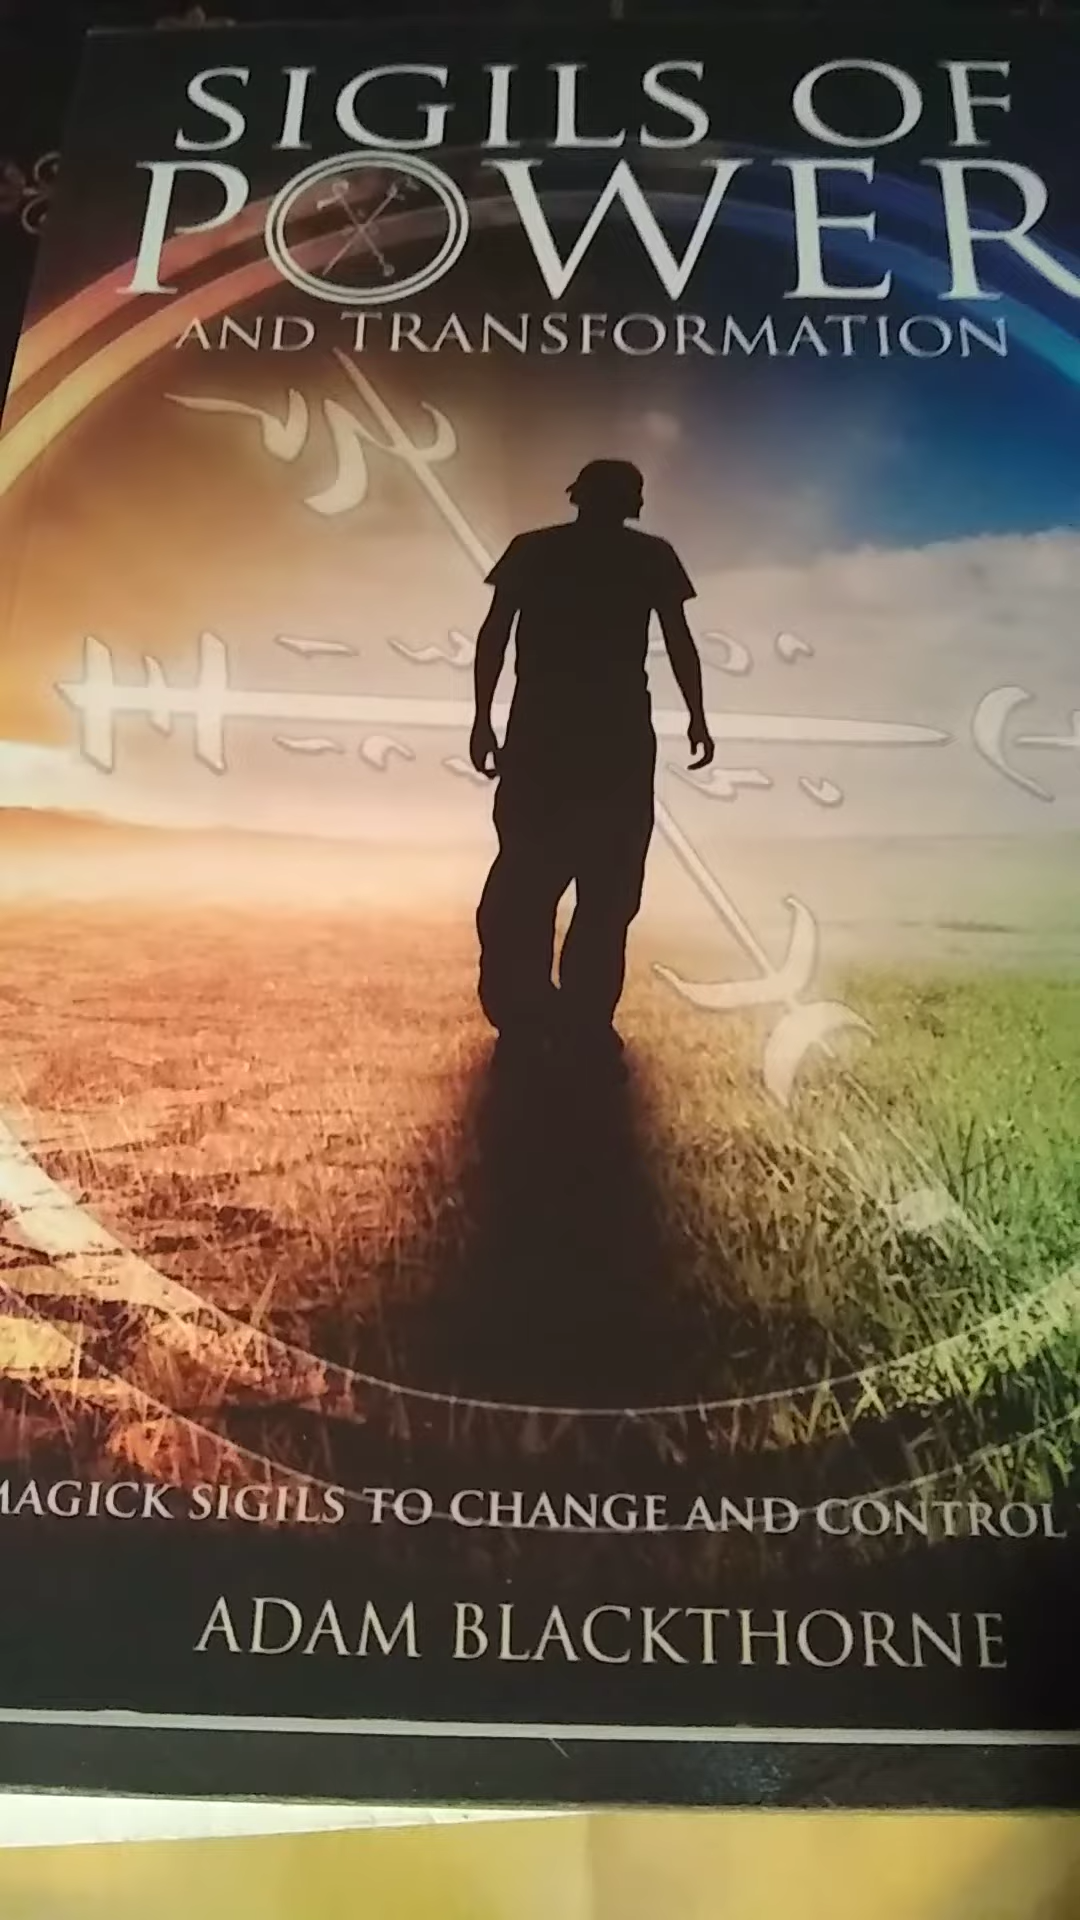 SIGILS OF
POWER
AND TRANSFORMATION
MAGICK SIGILS TO CHANGE AND CONTROL
ADAM BLACKTHORNE